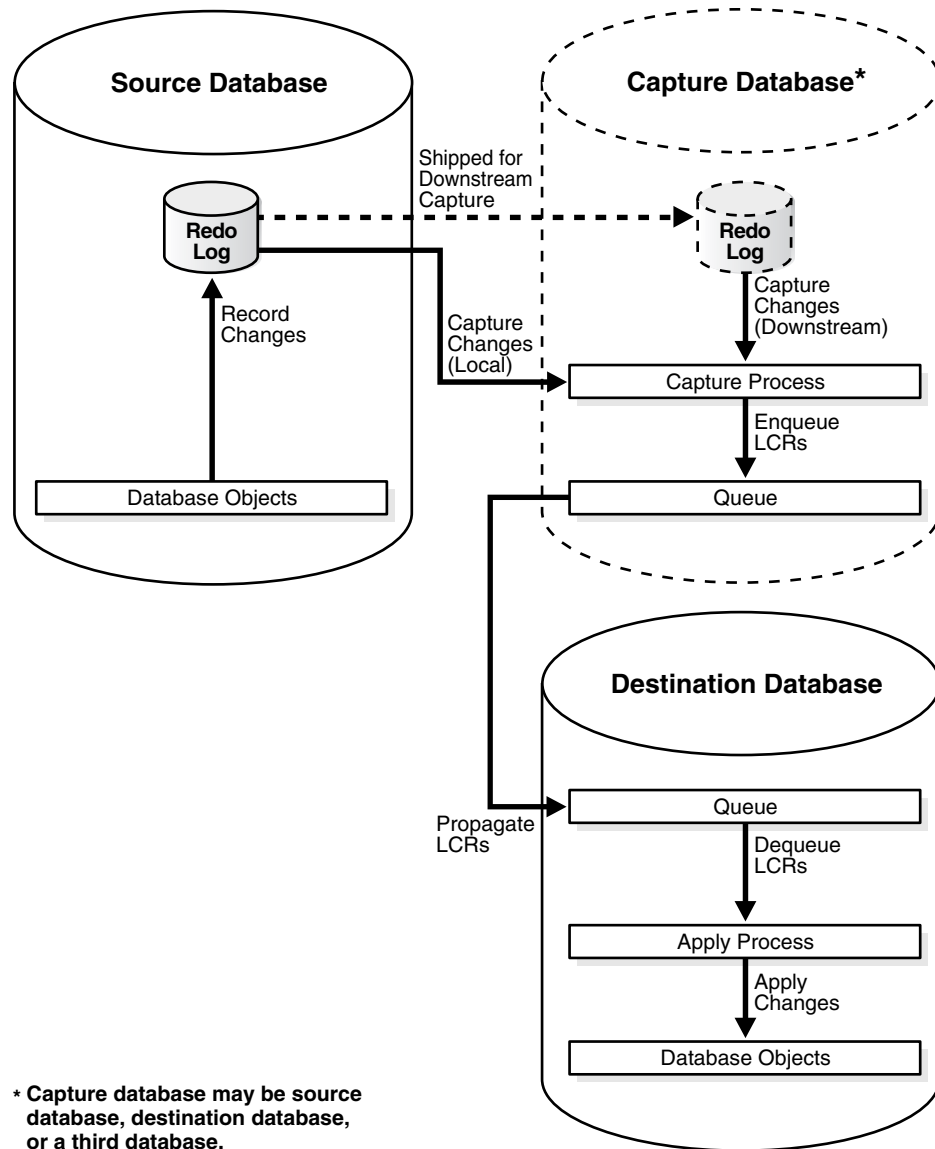 Source Database
Capture Database*
Shipped for
Downstream
Capture
Redo
Log
Redo
Log
Record
Changes
Capture
Changes
(Local)
Capture
Changes
(Downstream)
Capture Process
Enqueue
LCRs
Database Objects
Queue
Destination Database
Propagate
LCRs
Queue
Dequeue
LCRs
Apply Process
Apply
Changes
Database Objects
* Capture database may be source
database, destination database,
or a third database.